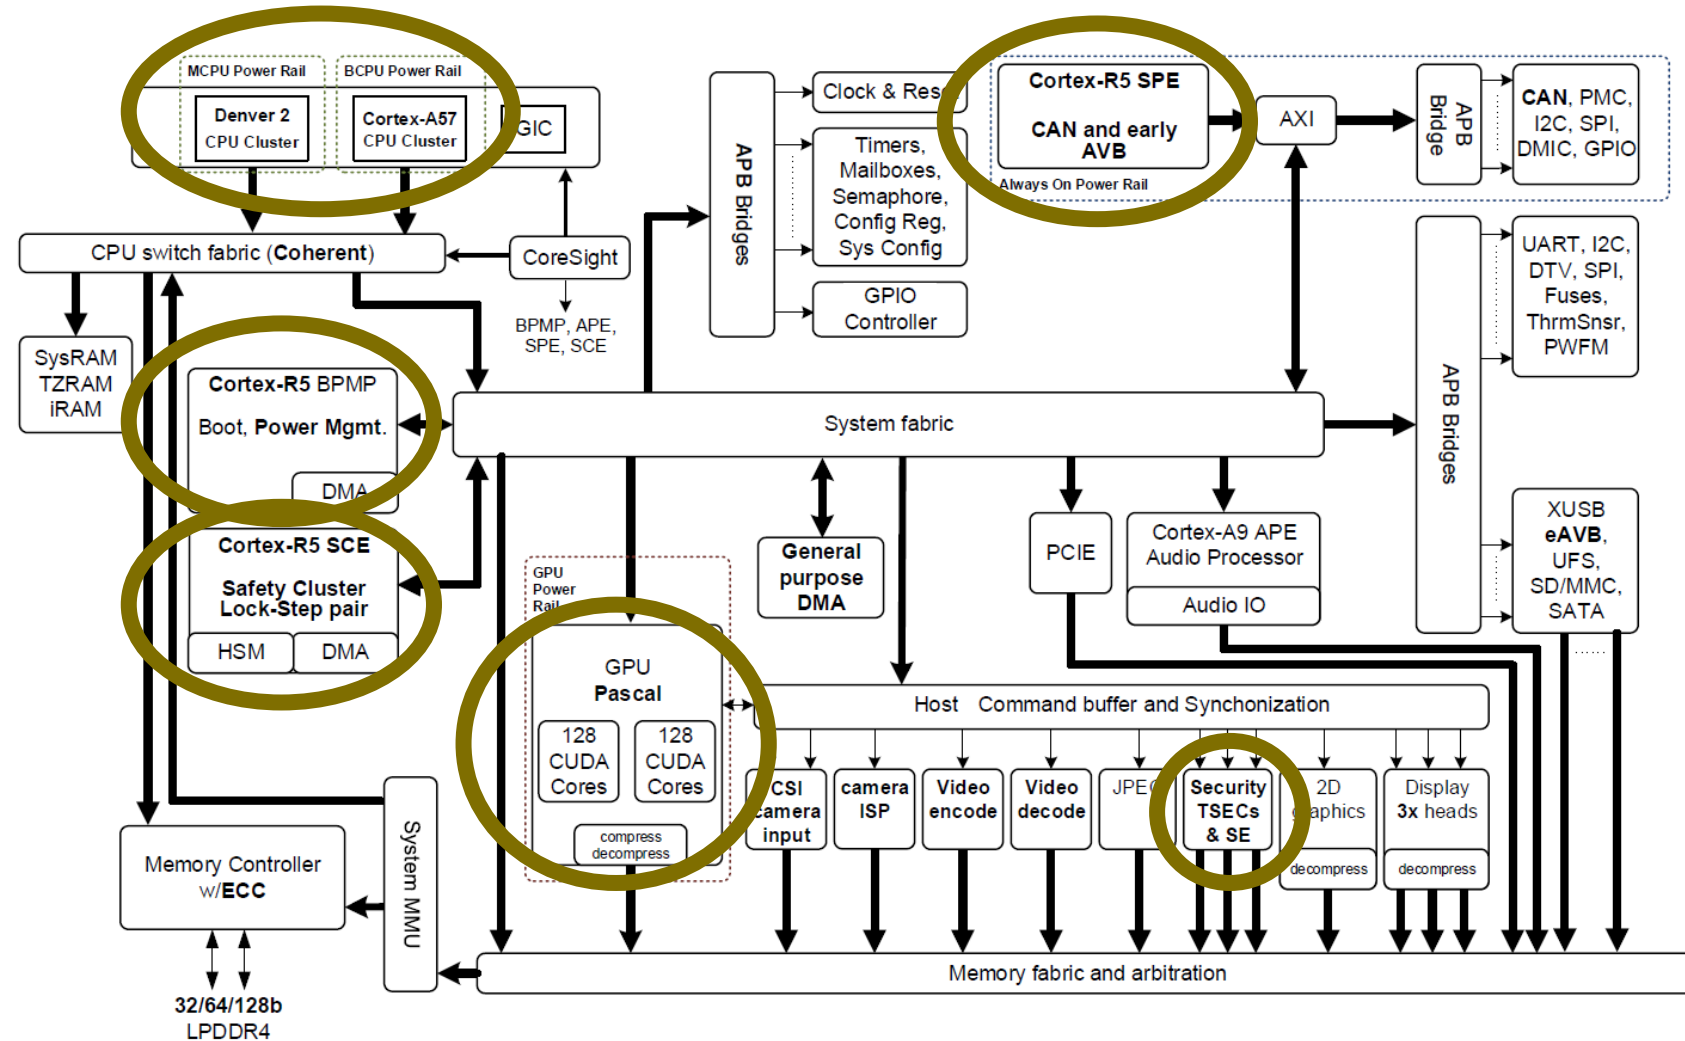 MCPU Power Rail
BCPU Power Rail
Denver 2
CPU Cluster
Cortex-A57
CPU Cluster
GIC
CPU switch fabric (Coherent)
CoreSight
BPMP, APE,
SPE, SCE
SysRAM
TZRAM
iRAM
Cortex-R5 BPMP
Boot, Power Mgmt.
DMA
Cortex-R5 SCE
Safety Cluster
Lock-Step pair
HSM
DMA
APB Bridges
Clock & Reset
Timers,
Mailboxes,
Semaphore,
Config Reg,
Sys Config
GPIO
Controller
Cortex-R5 SPE
CAN and early
AVB
Always On Power Rail
AXI
APB
Bridge
CAN, PMC,
I2C, SPI,
DMIC, GPIO
System fabric
APB Bridges
UART, I2C,
DTV, SPI,
Fuses,
ThrmSnsr,
PWFM
XUSB
eAVB,
UFS,
SD/MMC,
SATA
General
purpose
DMA
PCIE
Cortex-A9 APE
Audio Processor
Audio IO
GPU
Power
Rail
GPU
Pascal
128
CUDA
Cores
128
CUDA
Cores
compress
decompress
Host Command buffer and Synchonization
CSI
camera
input
camera
ISP
Video
encode
Video
decode
JPEG
Security
TSECs
& SE
2D
graphics
decompress
Display
3x heads
decompress
System MMU
Memory Controller
w/ECC
32/64/128b
LPDDR4
Memory fabric and arbitration